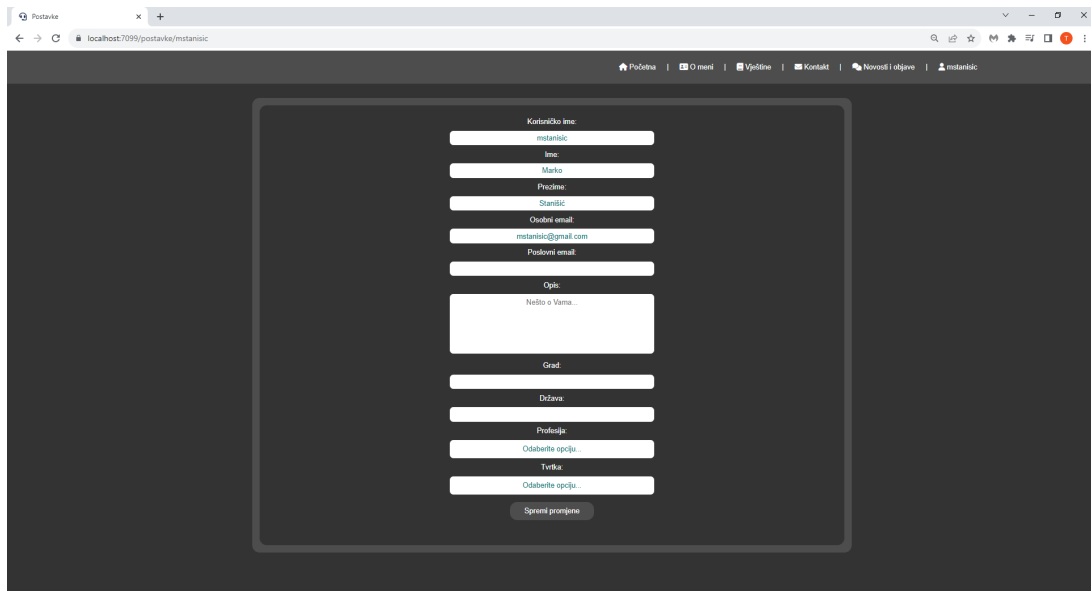 Postavke
localhost:7099/postavke/mstanisic
T
Početna | O meni | Vještine | Kontakt | Novosti i objave | mstanisic
Korisničko ime:
mstanisic
Ime:
Marko
Prezime:
Stanišić
Osobni email:
mstanisic@gmail.com
Poslovni email:
Opis:
Nešto o Vama...
Grad:
Država:
Profesija:
Odaberite opciju...
Tvrtka:
Odaberite opciju...
Spremi promjene